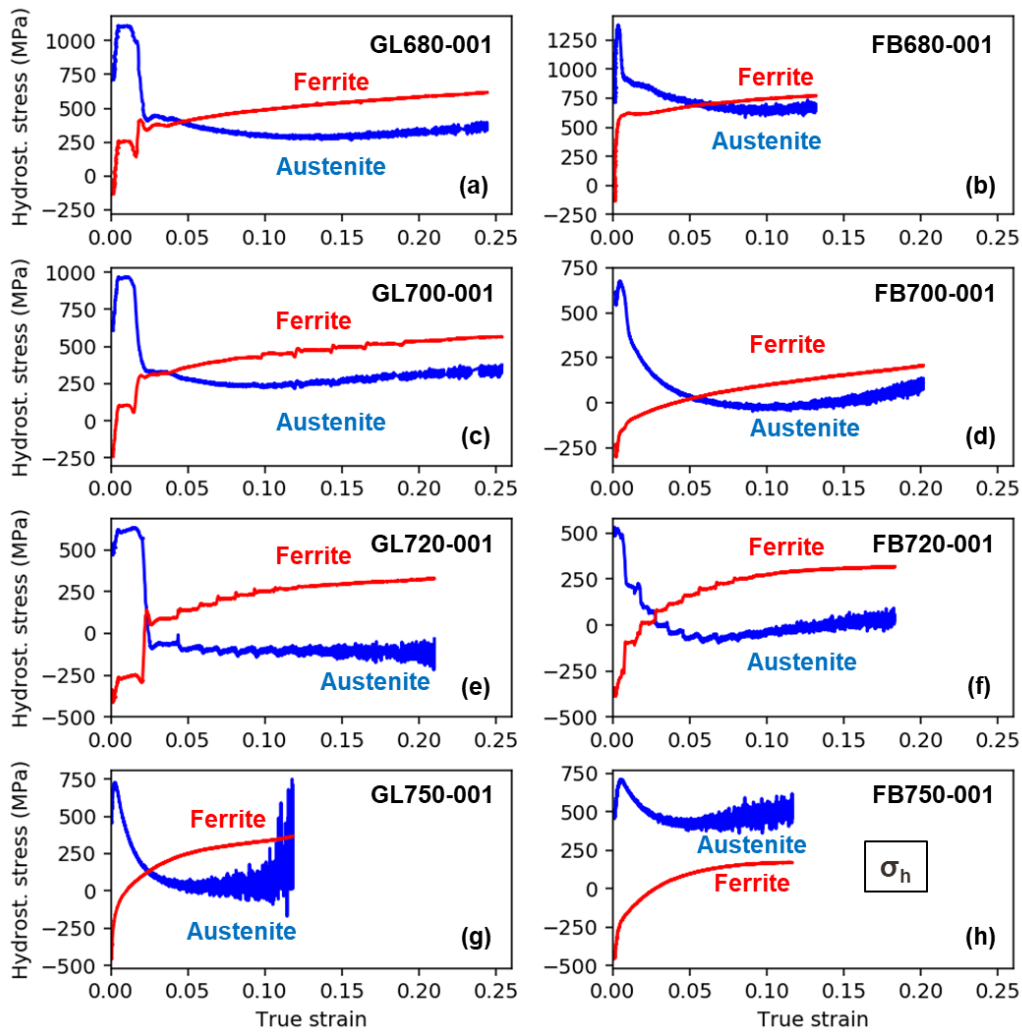 Hydrost. stress (MPa)
1000
750
500
250
0
−250
GL680-001
Ferrite
Austenite
(a)
0.00 0.05 0.10 0.15 0.20 0.25
1250
1000
750
500
250
0
−250
FB680-001
Ferrite
Austenite
(b)
0.00 0.05 0.10 0.15 0.20 0.25
Hydrost. stress (MPa)
1000
750
500
250
0
−250
GL700-001
Ferrite
Austenite
(c)
0.00 0.05 0.10 0.15 0.20 0.25
750
500
250
0
−250
FB700-001
Ferrite
Austenite
(d)
0.00 0.05 0.10 0.15 0.20 0.25
Hydrost. stress (MPa)
500
250
0
−250
−500
GL720-001
Ferrite
Austenite
(e)
0.00 0.05 0.10 0.15 0.20 0.25
500
250
0
−250
−500
FB720-001
Ferrite
Austenite
(f)
0.00 0.05 0.10 0.15 0.20 0.25
Hydrost. stress (MPa)
750
500
250
0
−250
−500
GL750-001
Ferrite
Austenite
(g)
0.00 0.05 0.10 0.15 0.20 0.25
True strain
750
500
250
0
−250
−500
FB750-001
Austenite
σh
Ferrite
(h)
0.00 0.05 0.10 0.15 0.20 0.25
True strain